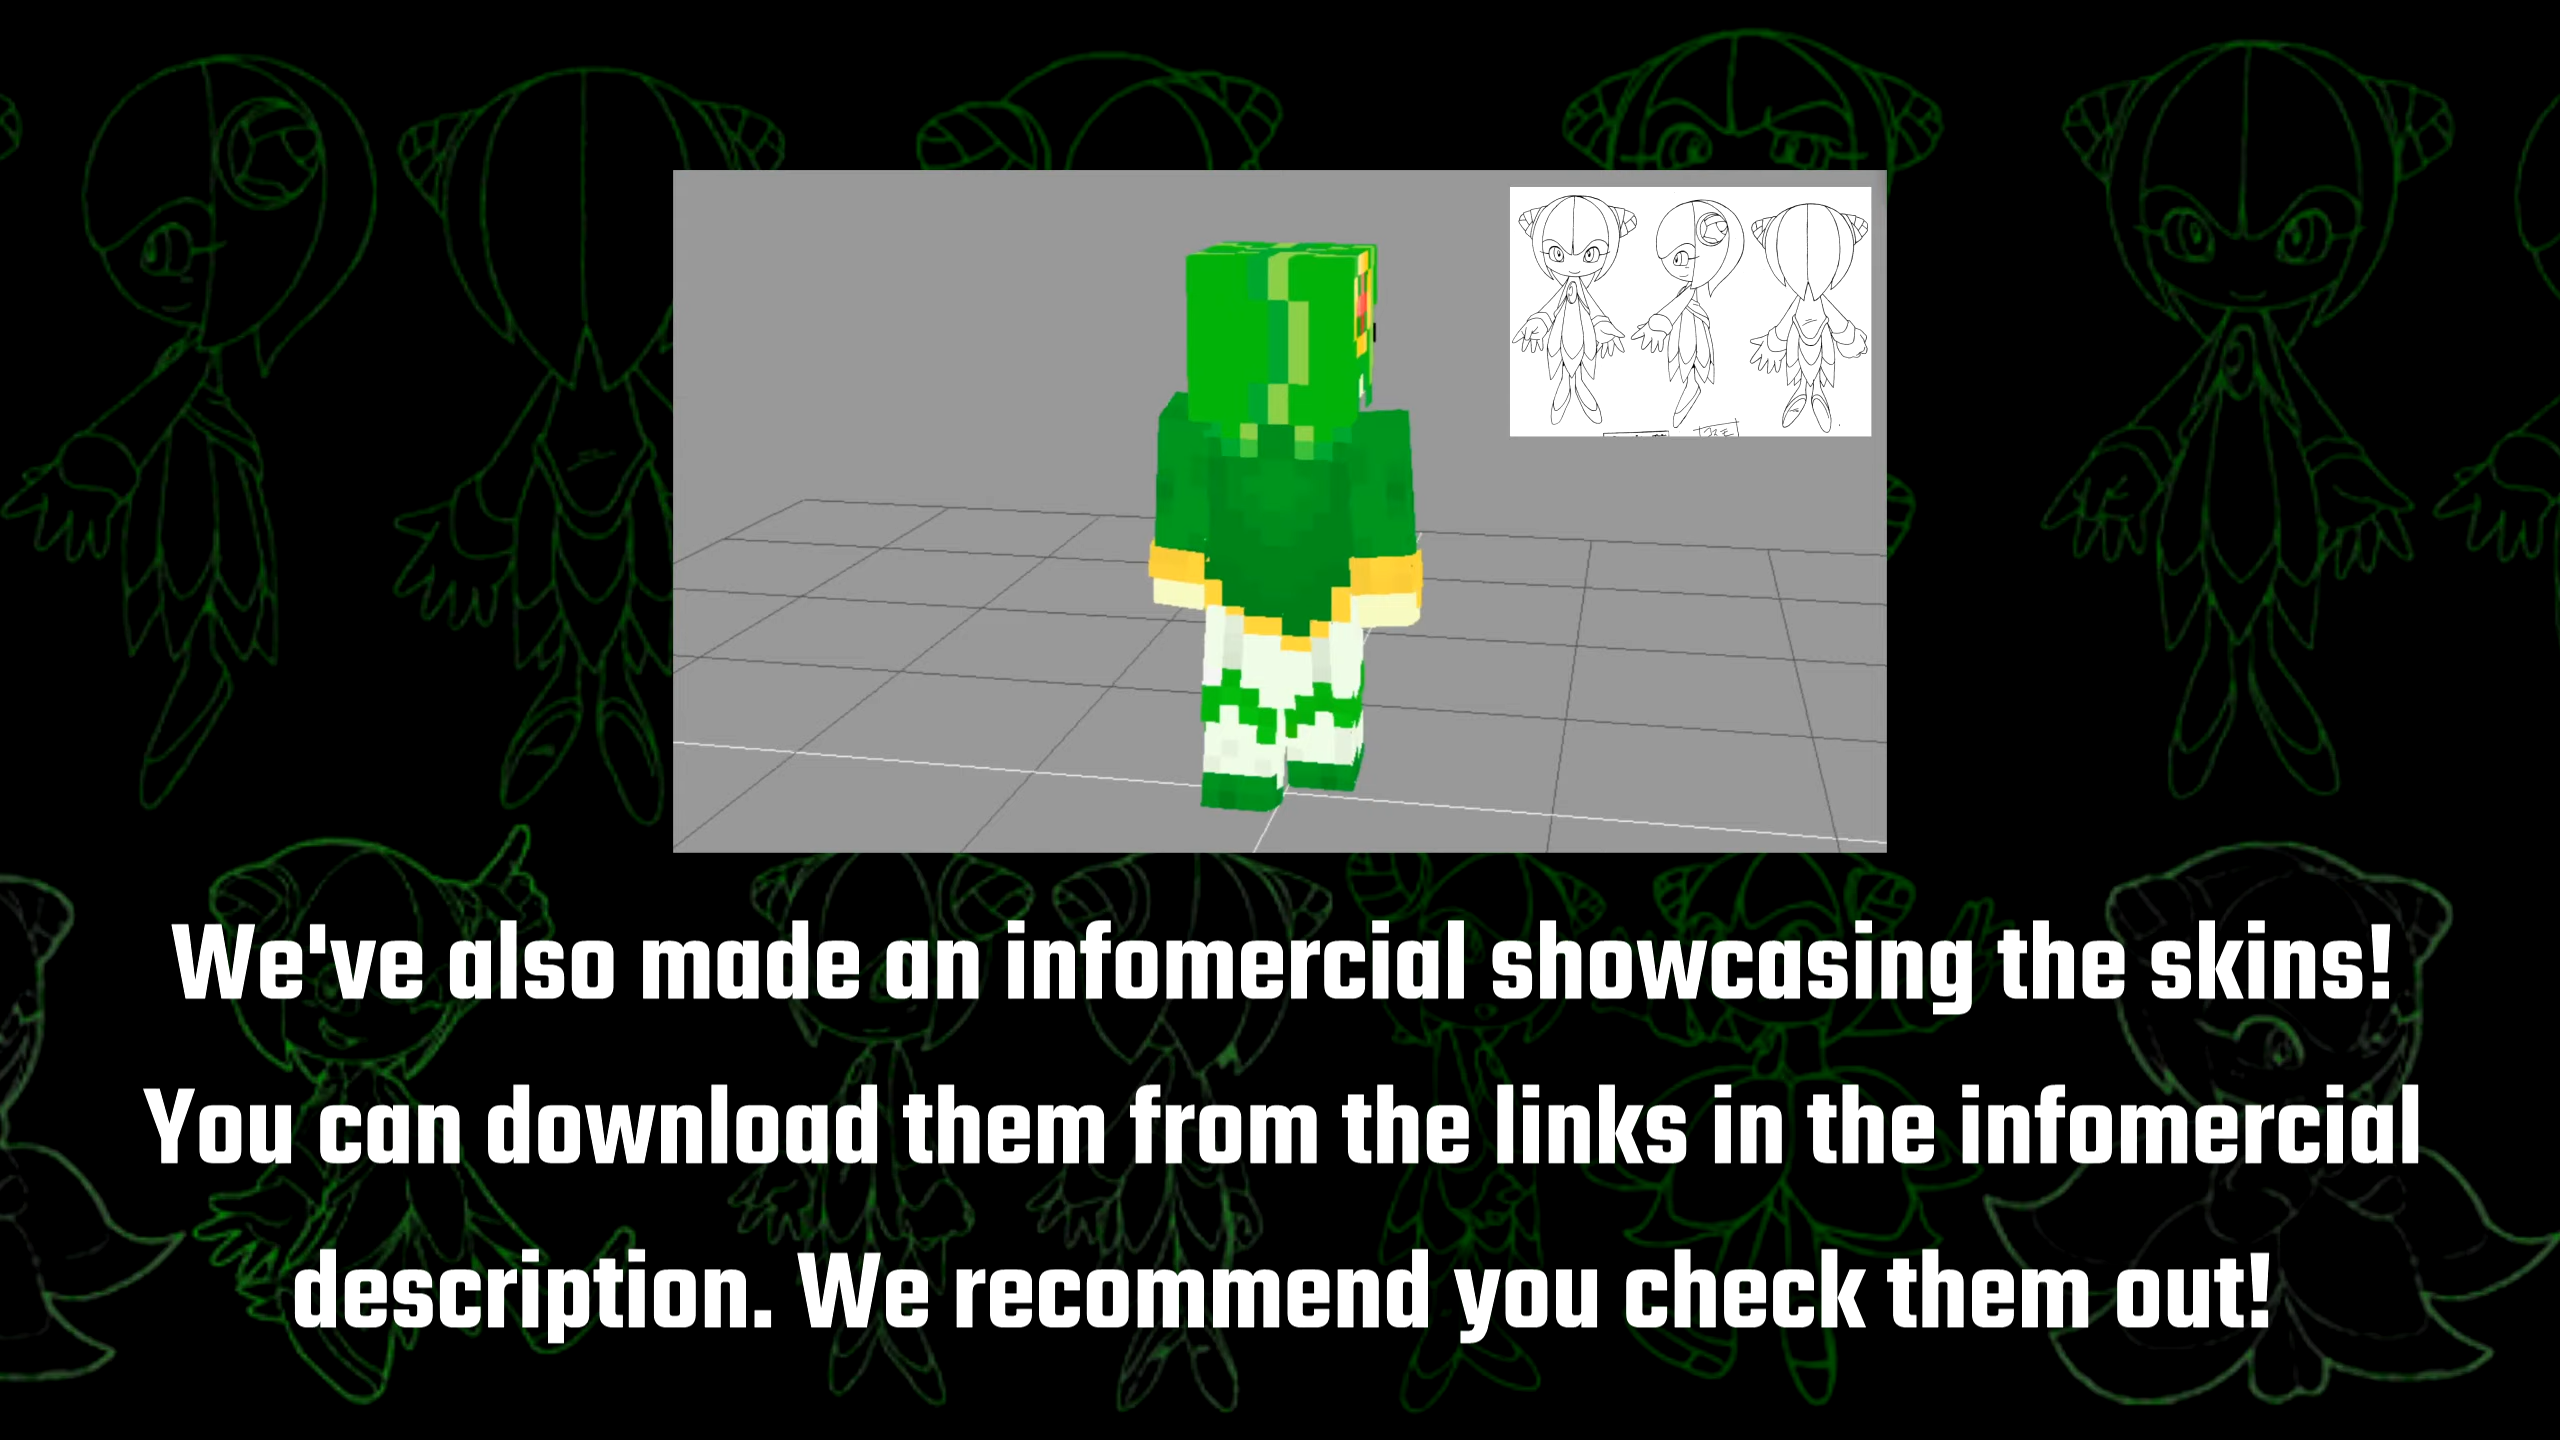 We've also made an infomercial showcasing the skins!
You can download them from the links in the infomercial
description. We recommend you check them out!